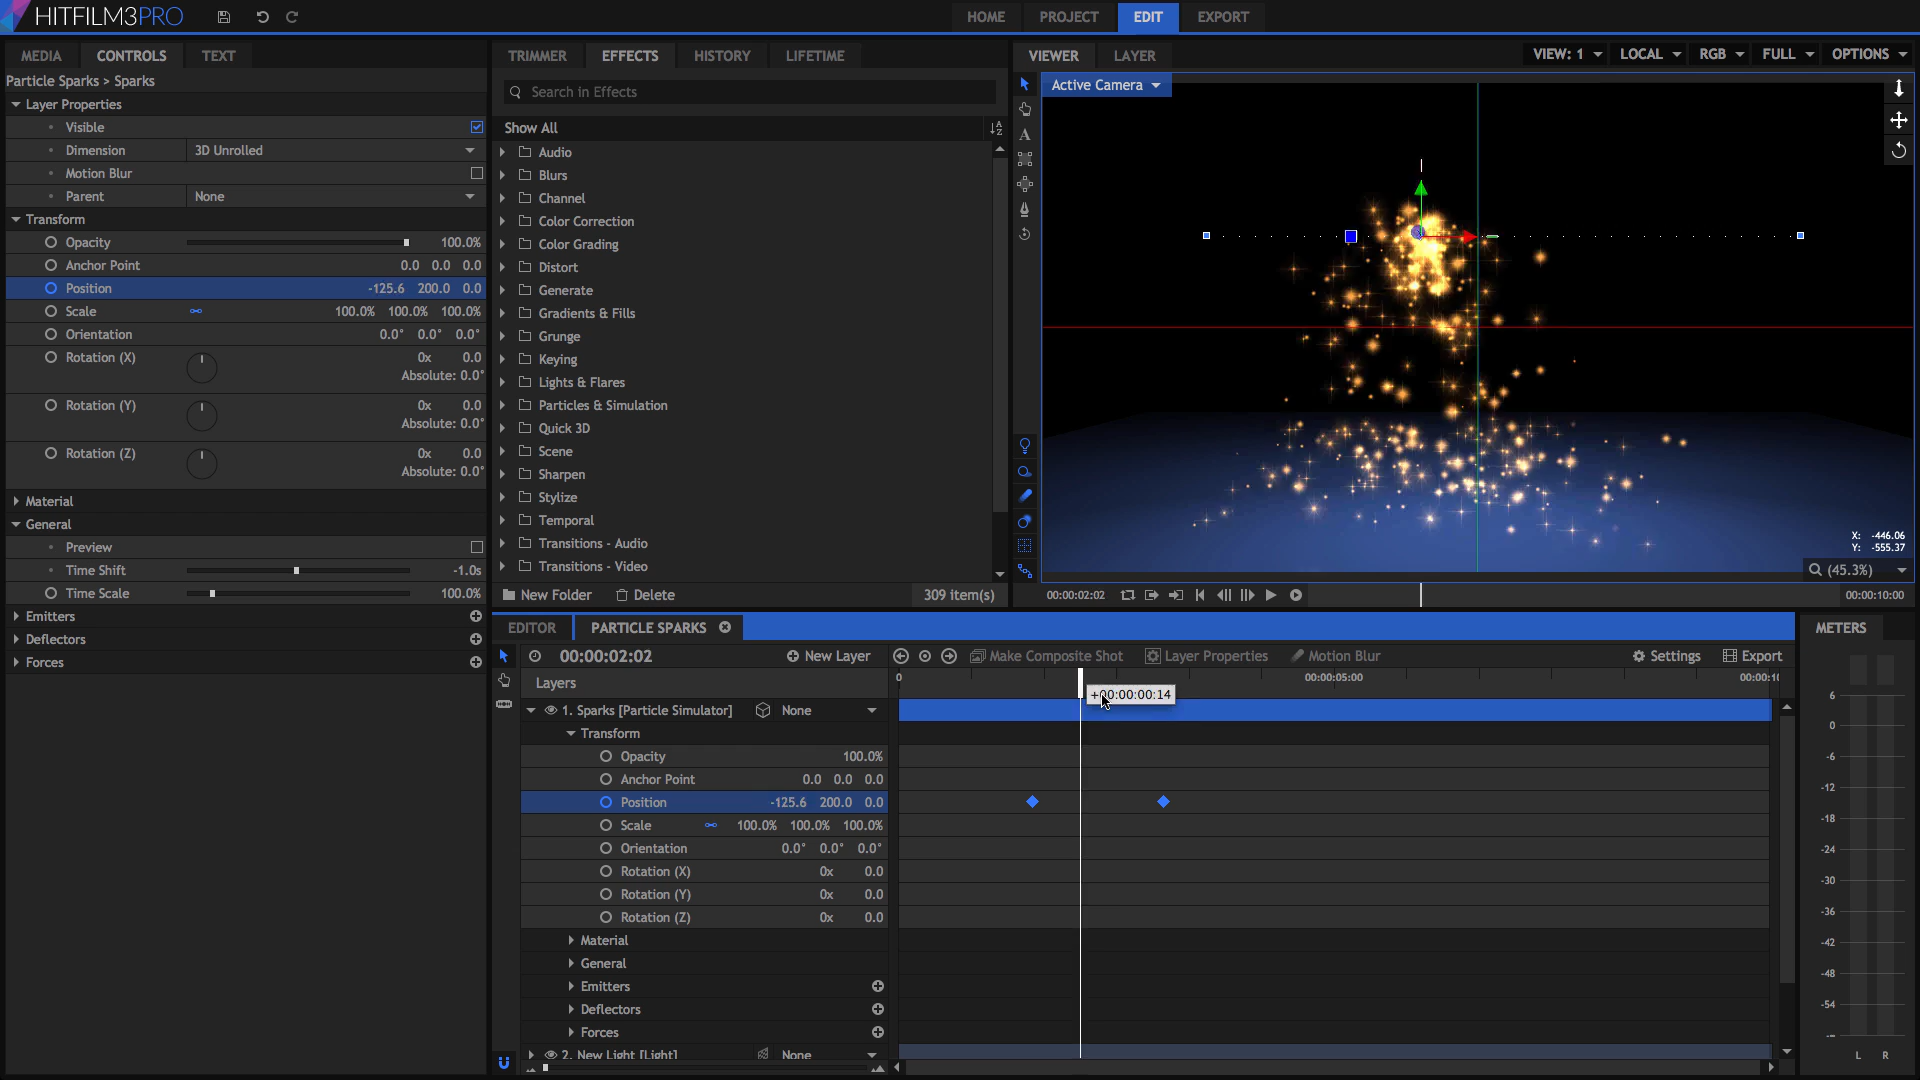 HITFILM3PRO
HOME PROJECT EDIT EXPORT
MEDIA CONTROLS TEXT
Particle Sparks > Sparks
Layer Properties
Visible
Dimension 3D Unrolled
Motion Blur
Parent None
Transform
Opacity 100.0%
Anchor Point 0.0 0.0 0.0
Position -125.6 200.0 0.0
Scale 100.0% 100.0% 100.0%
Orientation 0.0° 0.0° 0.0°
Rotation (X) 0x 0.0
Absolute: 0.0°
Rotation (Y) 0x 0.0
Absolute: 0.0°
Rotation (Z) 0x 0.0
Absolute: 0.0°
Material
General
Preview
Time Shift -1.0s
Time Scale 100.0%
Emitters
Deflectors
Forces
TRIMMER EFFECTS HISTORY LIFETIME
Search in Effects
Show All
Audio
Blurs
Channel
Color Correction
Color Grading
Distort
Generate
Gradients & Fills
Grunge
Keying
Lights & Flares
Particles & Simulation
Quick 3D
Scene
Sharpen
Stylize
Temporal
Transitions - Audio
Transitions - Video
New Folder Delete 309 item(s)
VIEWER LAYER VIEW: 1 LOCAL RGB FULL OPTIONS
Active Camera
A
X: -446.06
Y: -555.37
(45.3%)
00:00:02:02 00:00:10:00
EDITOR PARTICLE SPARKS
00:00:02:02 New Layer Make Composite Shot Layer Properties Motion Blur Settings Export
Layers 0 00:00:05:00 00:00:10
+00:00:00:14
1. Sparks [Particle Simulator] None
Transform
Opacity 100.0%
Anchor Point 0.0 0.0 0.0
Position -125.6 200.0 0.0
Scale 100.0% 100.0% 100.0%
Orientation 0.0° 0.0° 0.0°
Rotation (X) 0x 0.0
Rotation (Y) 0x 0.0
Rotation (Z) 0x 0.0
Material
General
Emitters
Deflectors
Forces
2. New Light [Light] None
METERS
6
0
-6
-12
-18
-24
-30
-36
-42
-48
-54
-∞
L R